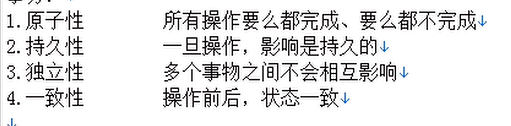 1.原子性 所有操作要么都完成、要么都不完成↓
2.持久性 一旦操作，影响是持久的↓
3.独立性 多个事物之间不会相互影响↓
4.一致性 操作前后，状态一致↓
↓